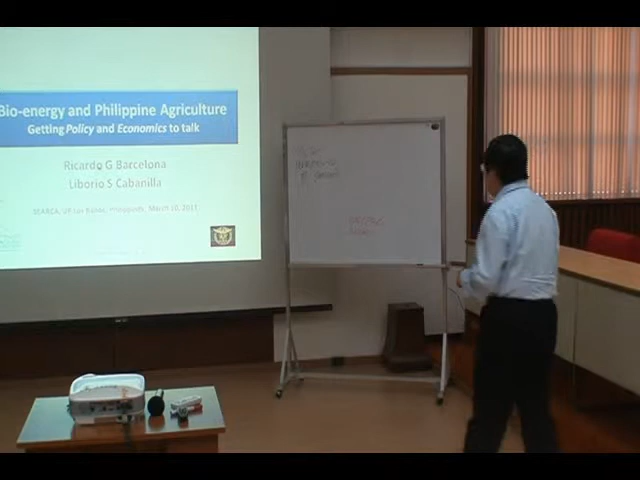 Bio-energy and Philippine Agriculture
Getting Policy and Economics to talk
Ricardo G Barcelona
Liborio S Cabanilla
SEARCA, UP Los Banos, Philippines, March 10, 2011